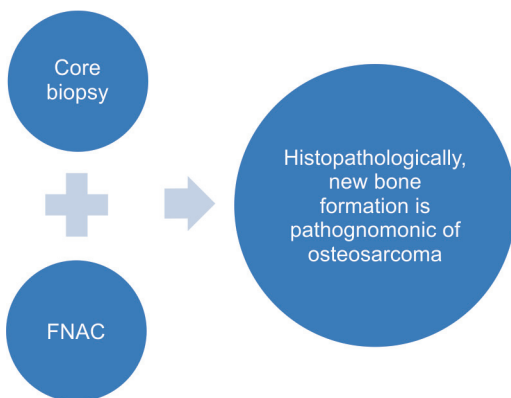 Core
biopsy
FNAC
Histopathologically,
new bone
formation is
pathognomonic of
osteosarcoma